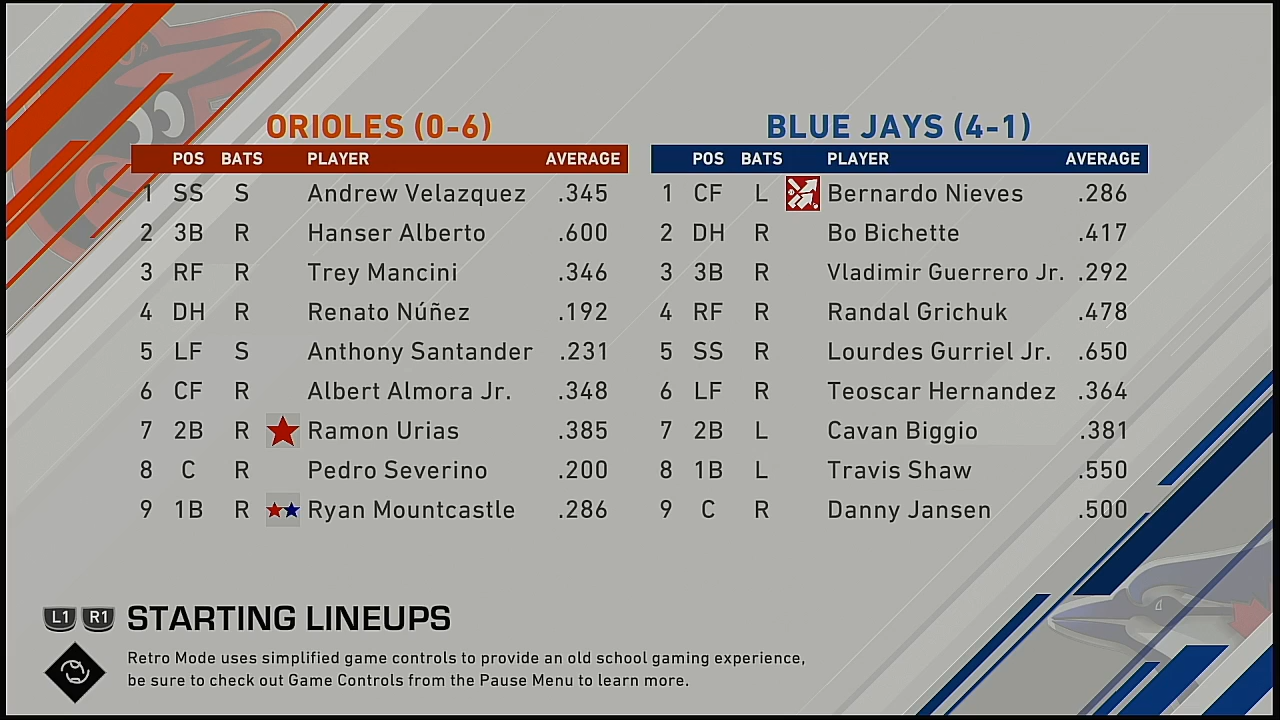 ORIOLES (0-6)
POS BATS PLAYER AVERAGE
1 SS S Andrew Velazquez .345
2 3B R Hanser Alberto .600
3 RF R Trey Mancini .346
4 DH R Renato Núñez .192
5 LF S Anthony Santander .231
6 CF R Albert Almora Jr. .348
7 2B R Ramon Urias .385
8 C R Pedro Severino .200
9 1B R Ryan Mountcastle .286
BLUE JAYS (4-1)
POS BATS PLAYER AVERAGE
1 CF L Bernardo Nieves .286
2 DH R Bo Bichette .417
3 3B R Vladimir Guerrero Jr. .292
4 RF R Randal Grichuk .478
5 SS R Lourdes Gurriel Jr. .650
6 LF R Teoscar Hernandez .364
7 2B L Cavan Biggio .381
8 1B L Travis Shaw .550
9 C R Danny Jansen .500
L1 R1 STARTING LINEUPS
Retro Mode uses simplified game controls to provide an old school gaming experience,
be sure to check out Game Controls from the Pause Menu to learn more.